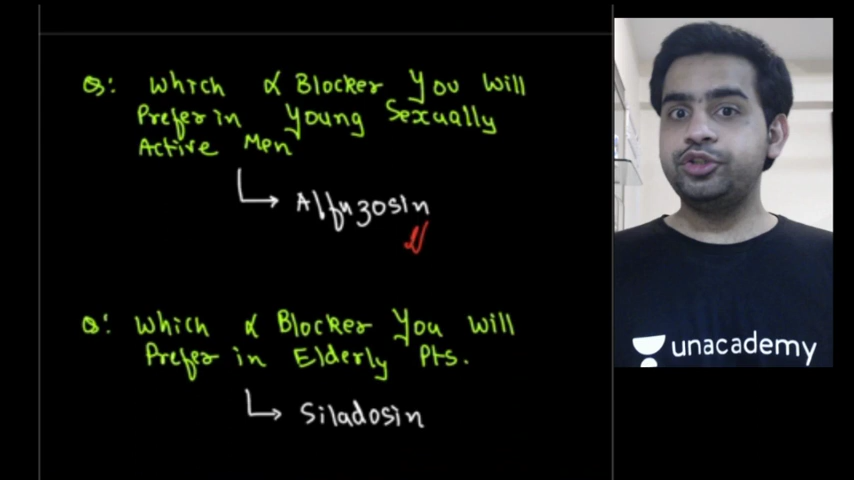 Q: Which α Blocker You Will
Prefer in Young Sexually
Active Men
Alfuzosin
Q: Which α Blocker You Will
Prefer in Elderly Pts.
Siladosin
unacademy